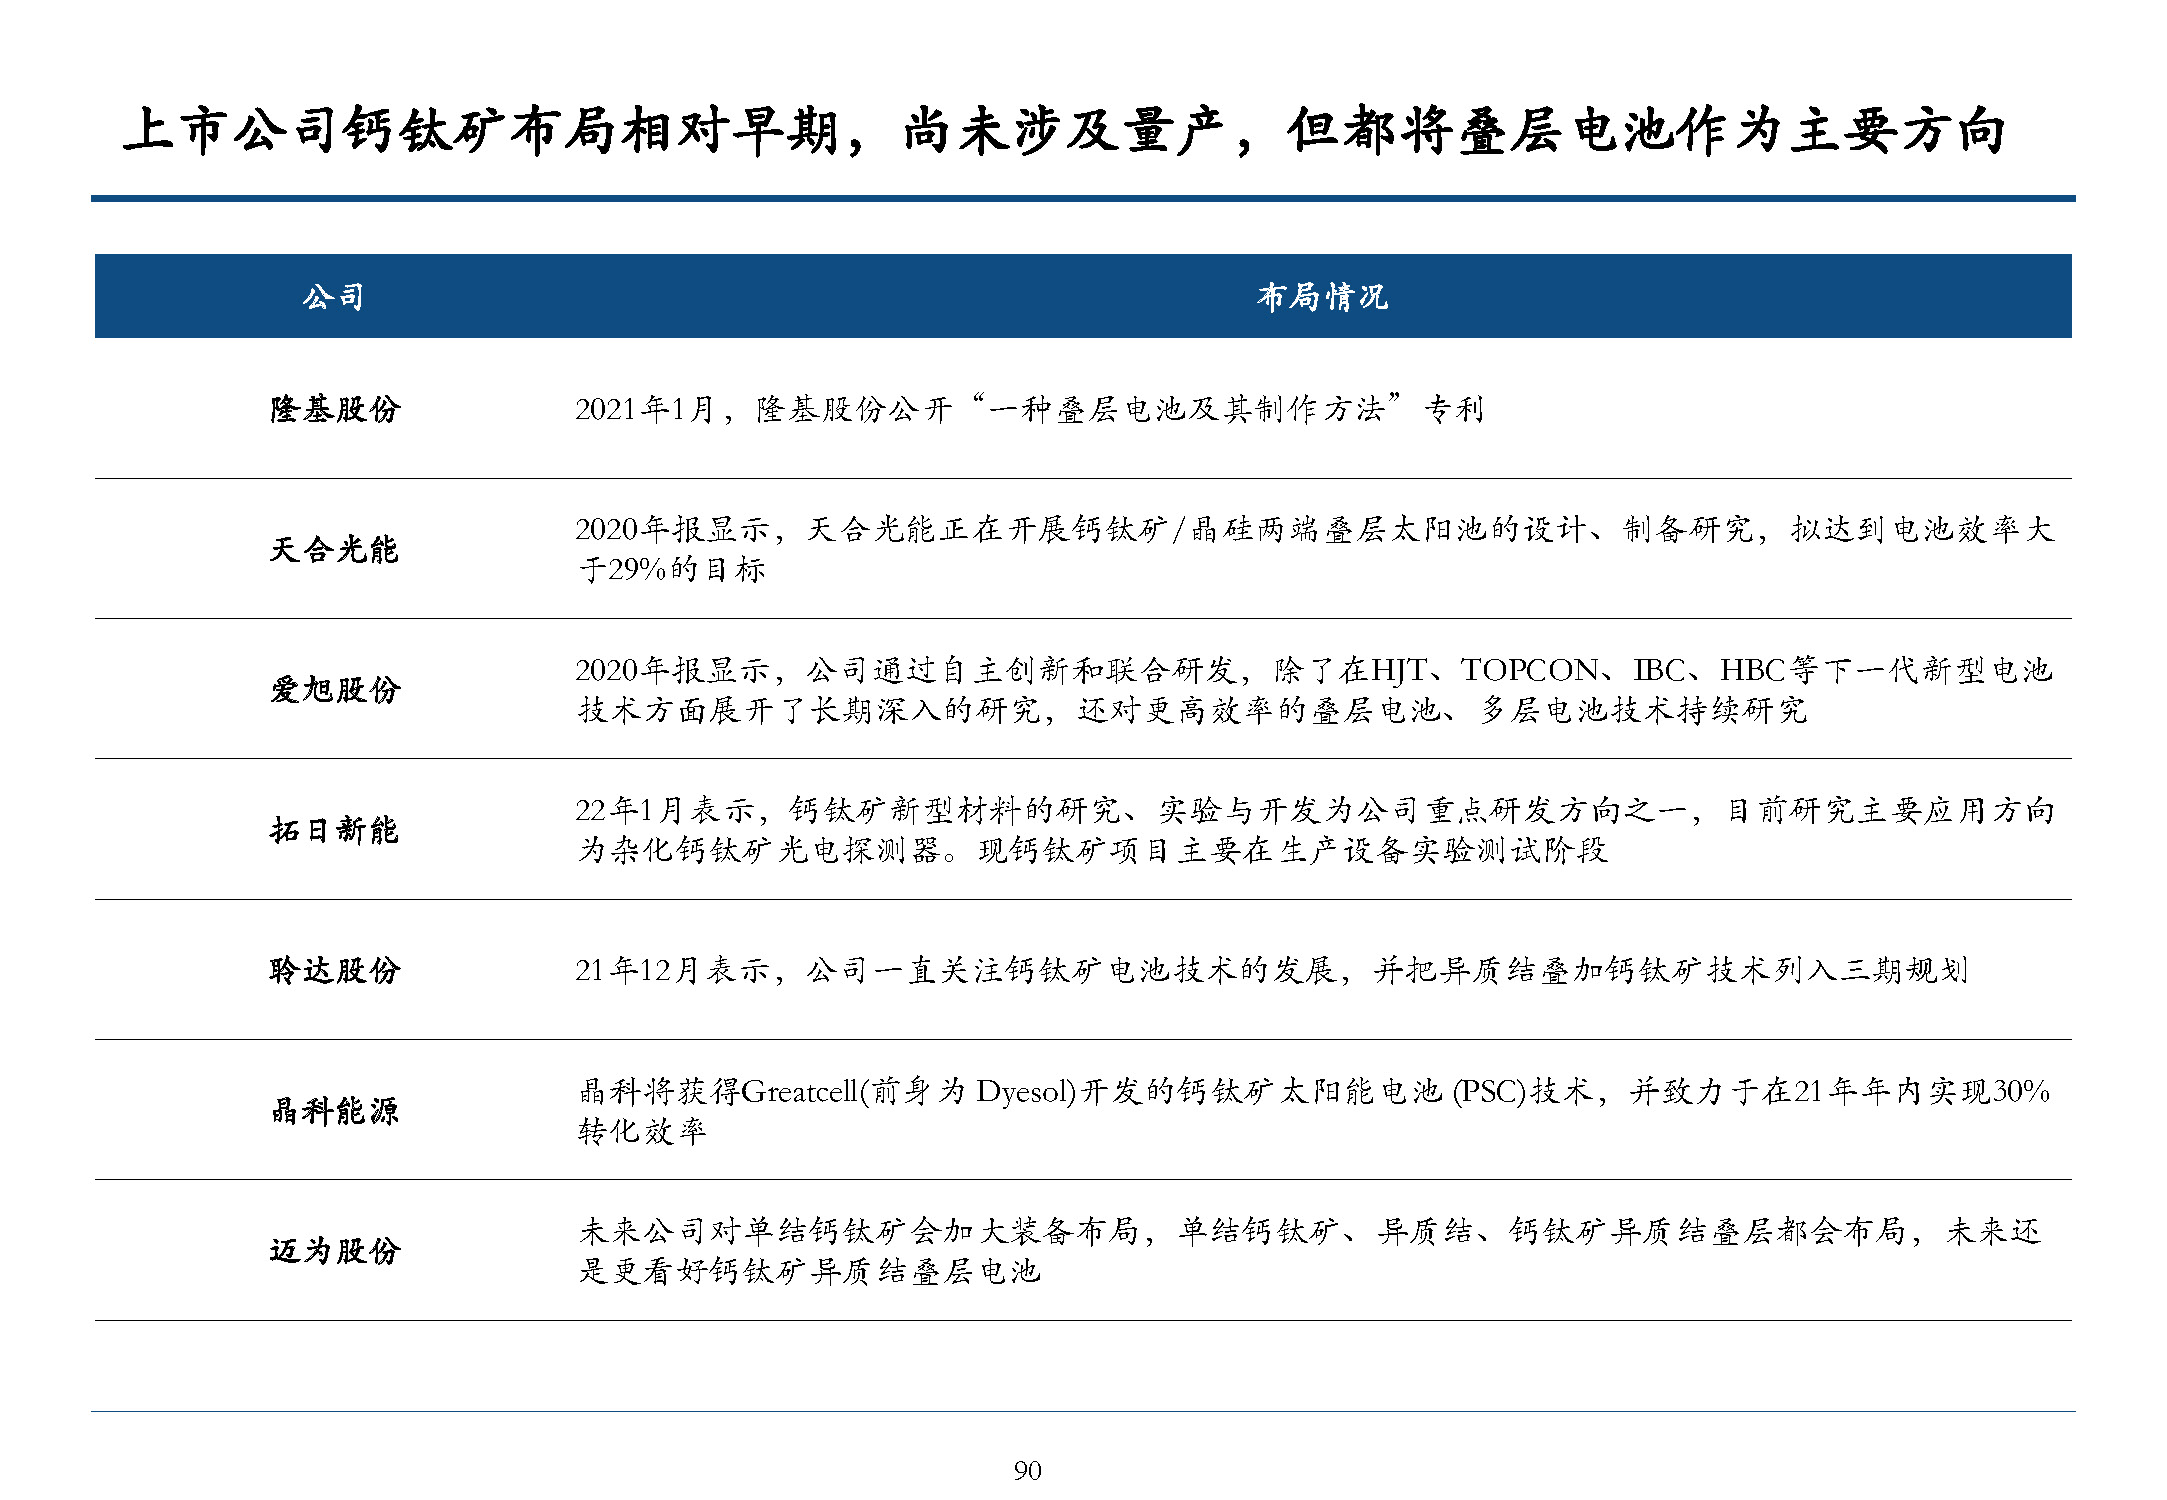 上市公司钙钛矿布局相对早期，尚未涉及量产，但都将叠层电池作为主要方向
公司
布局情况
隆基股份
2021年1月，隆基股份公开“一种叠层电池及其制作方法”专利
天合光能
2020年报显示，天合光能正在开展钙钛矿/晶硅两端叠层太阳池的设计、制备研究，拟达到电池效率大
于29%的目标
爱旭股份
2020年报显示，公司通过自主创新和联合研发，除了在HJT、TOPCON、IBC、HBC等下一代新型电池
技术方面展开了长期深入的研究，还对更高效率的叠层电池、多层电池技术持续研究
拓日新能
22年1月表示，钙钛矿新型材料的研究、实验与开发为公司重点研发方向之一，目前研究主要应用方向
为杂化钙钛矿光电探测器。现钙钛矿项目主要在生产设备实验测试阶段
聆达股份
21年12月表示，公司一直关注钙钛矿电池技术的发展，并把异质结叠加钙钛矿技术列入三期规划
晶科能源
晶科将获得Greatcell(前身为 Dyesol)开发的钙钛矿太阳能电池 (PSC)技术，并致力于在21年年内实现30%
转化效率
迈为股份
未来公司对单结钙钛矿会加大装备布局，单结钙钛矿、异质结、钙钛矿异质结叠层都会布局，未来还
是更看好钙钛矿异质结叠层电池
90